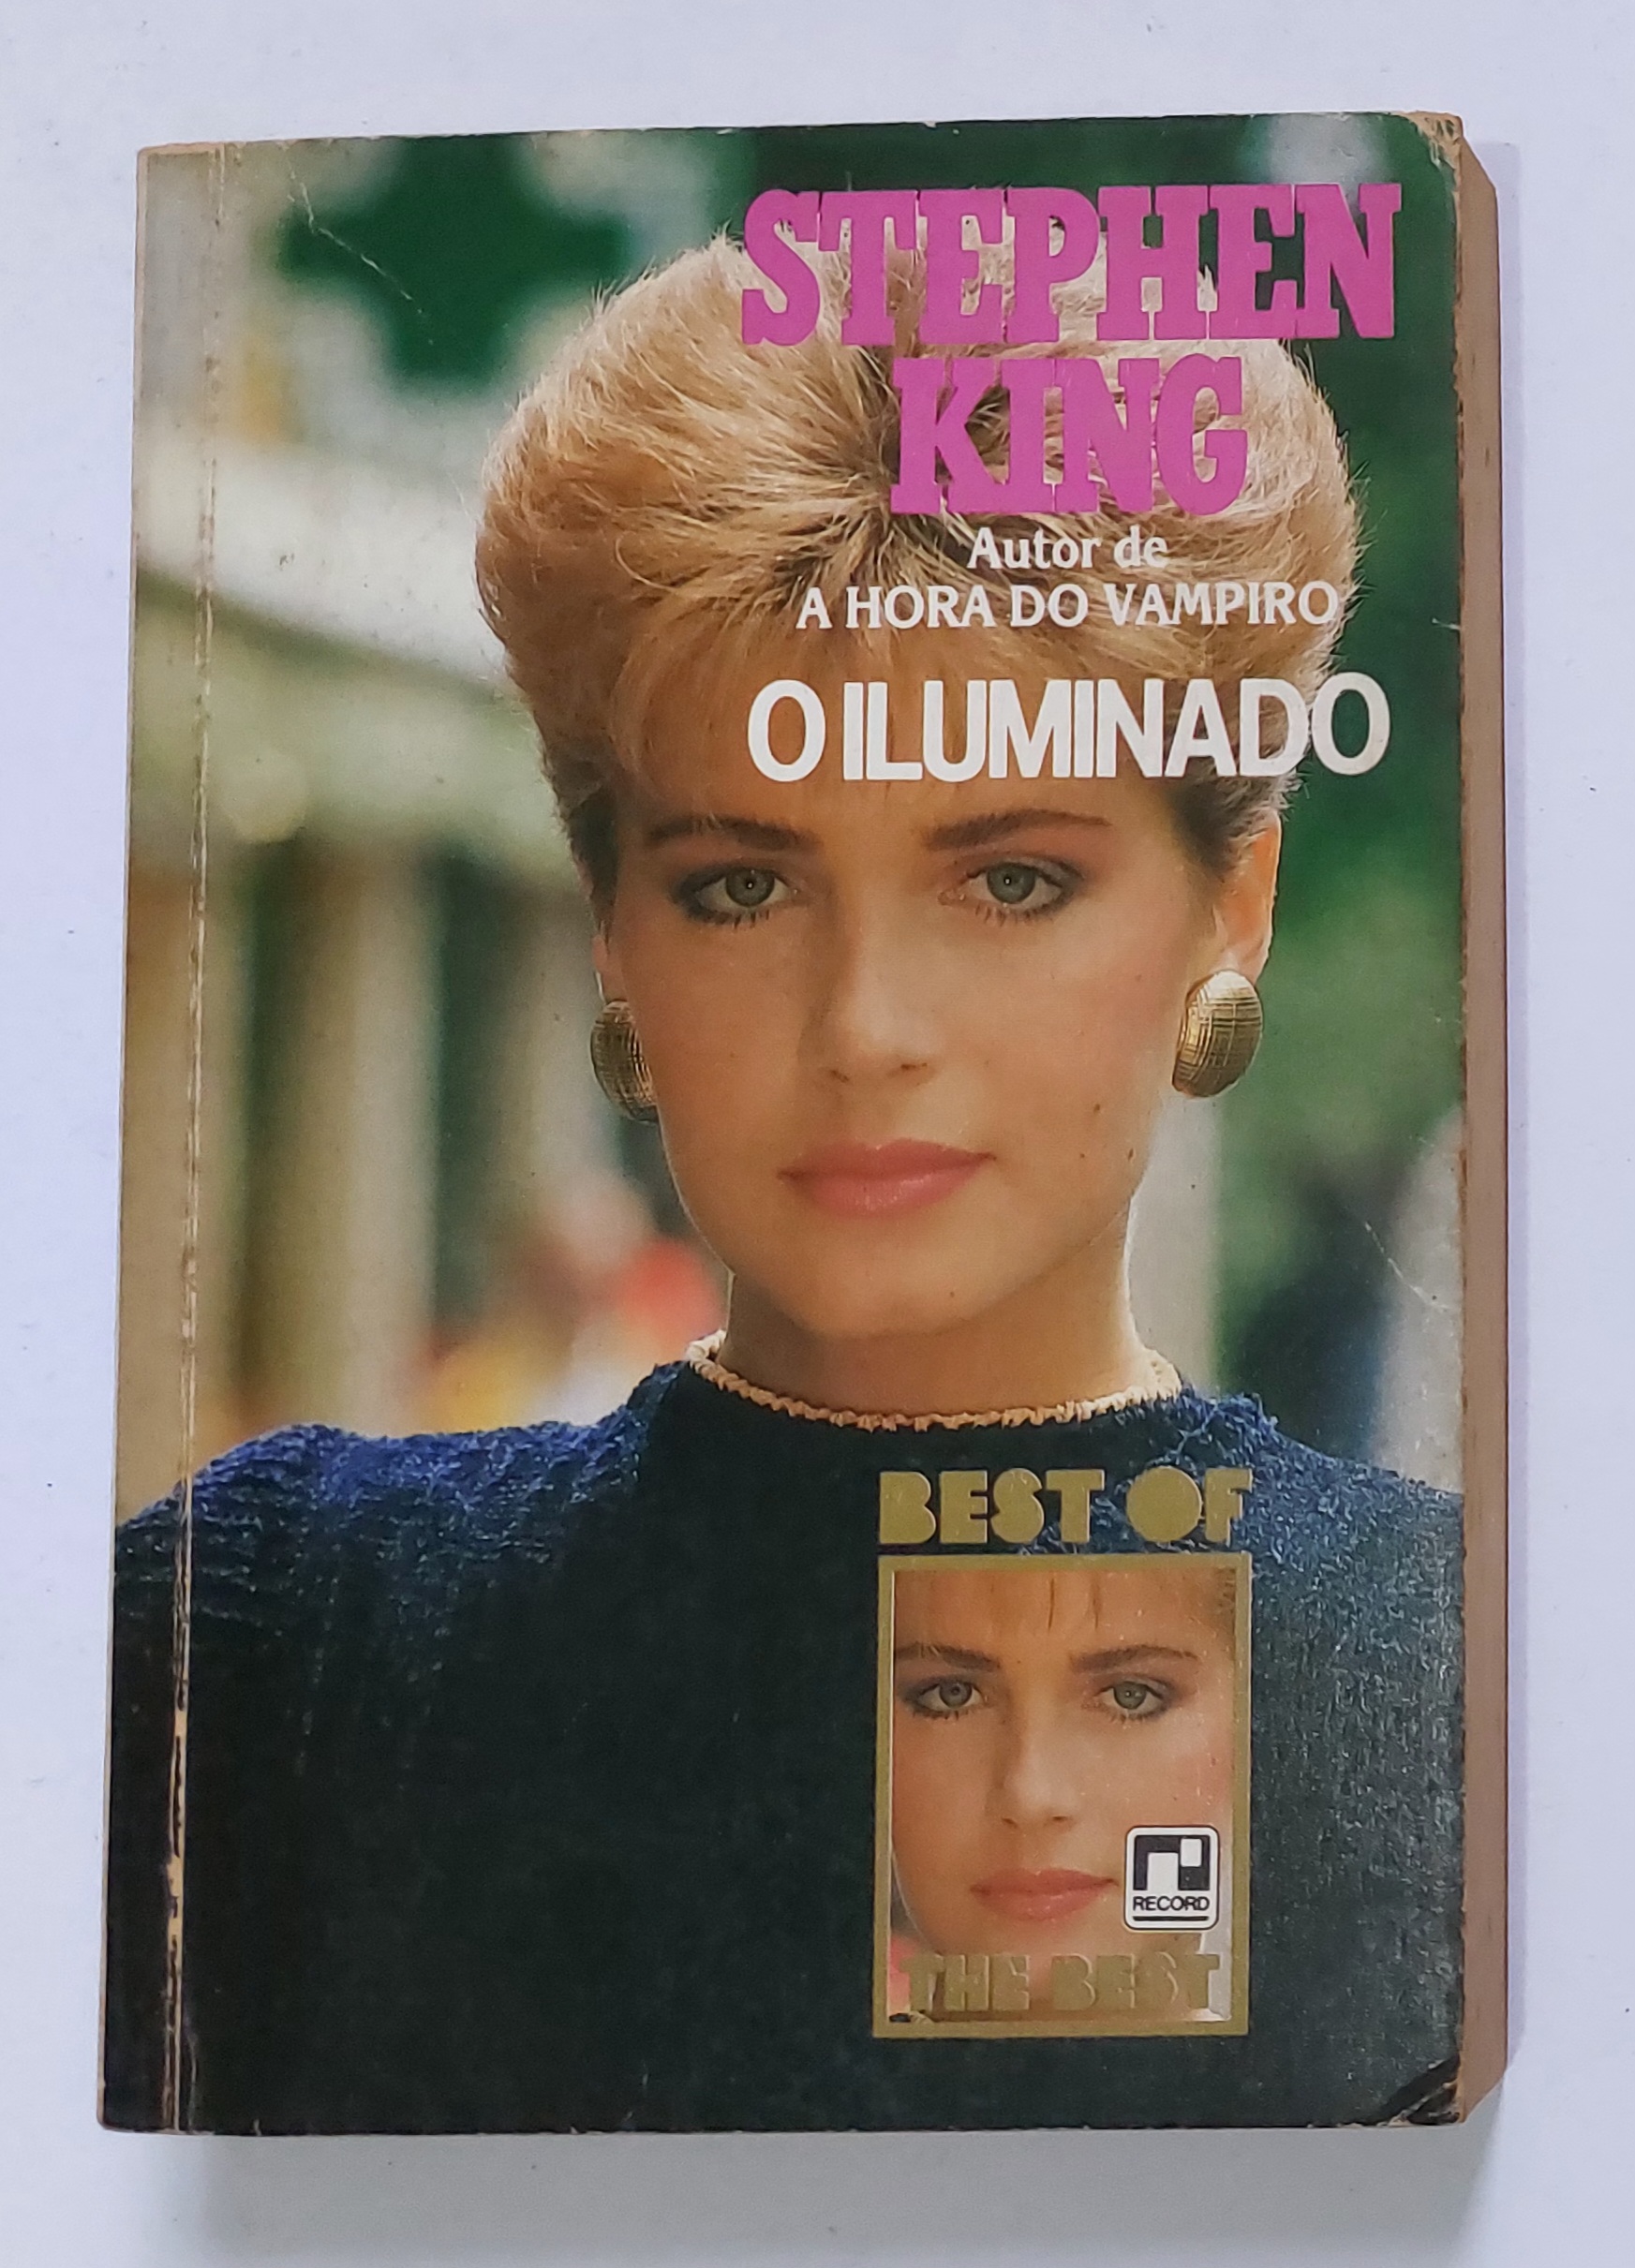 STEPHEN
KING
Autor de
A HORA DO VAMPIRO
O ILUMINADO
BEST OF
RECORD
THE BEST